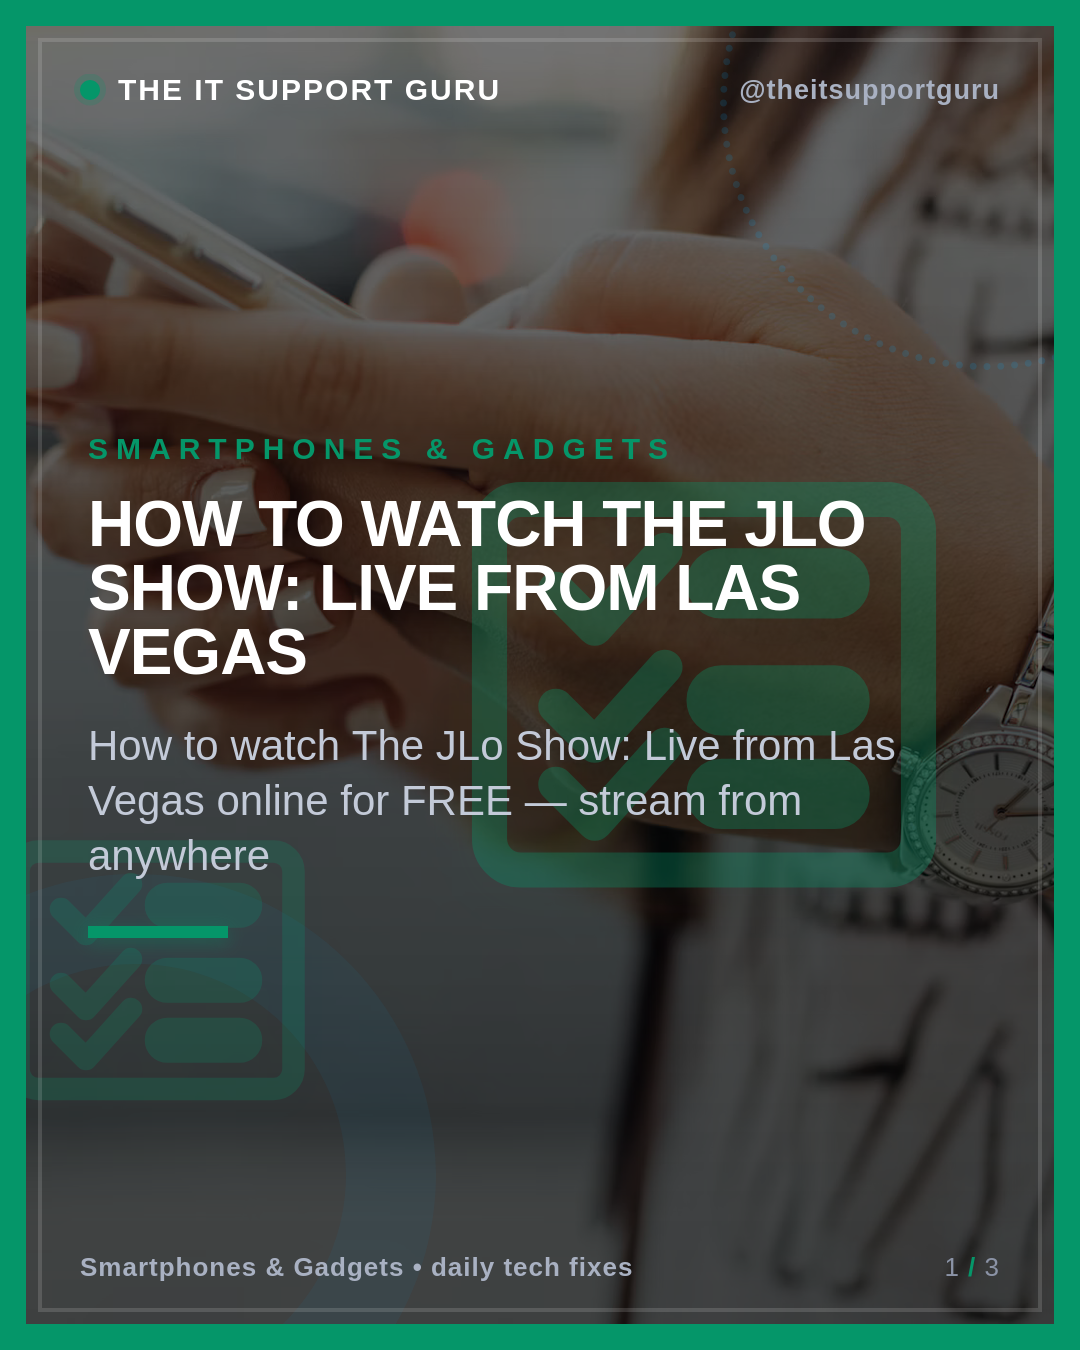 THE IT SUPPORT GURU
@theitsupportguru
SMARTPHONES & GADGETS
HOW TO WATCH THE JLO
SHOW: LIVE FROM LAS
VEGAS
How to watch The JLo Show: Live from Las
Vegas online for FREE — stream from
anywhere
Smartphones & Gadgets • daily tech fixes
1 / 3